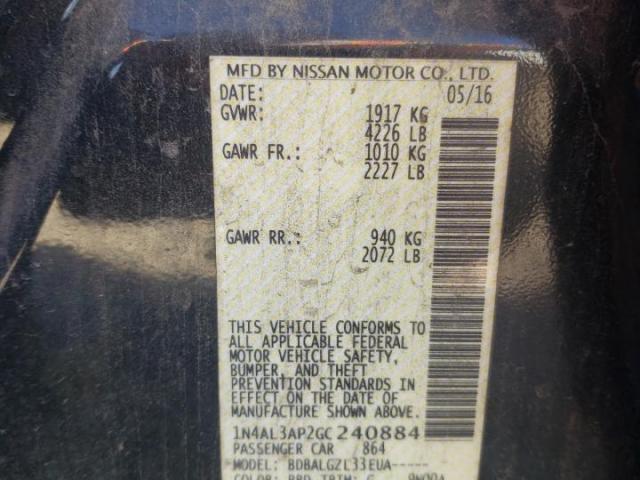 MFD BY NISSAN MOTOR CO., LTD.
DATE: 05/16
GVWR: 1917 KG
4226 LB
GAWR FR.: 1010 KG
2227 LB
GAWR RR.: 940 KG
2072 LB
THIS VEHICLE CONFORMS TO
ALL APPLICABLE FEDERAL
MOTOR VEHICLE SAFETY,
BUMPER, AND THEFT
PREVENTION STANDARDS IN
EFFECT ON THE DATE OF
MANUFACTURE SHOWN ABOVE.
1N4AL3AP2GC240884
PASSENGER CAR 864
MODEL: BDBALGZL33EUA-----
COLOR: TRIM: G